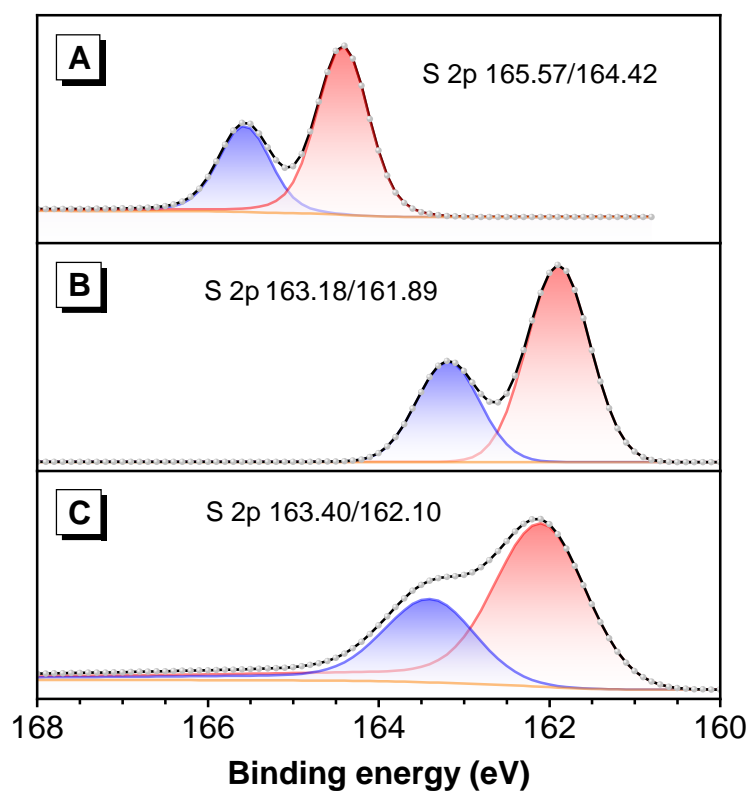 A
S 2p 165.57/164.42
B
S 2p 163.18/161.89
C
S 2p 163.40/162.10
168 166 164 162 160
Binding energy (eV)